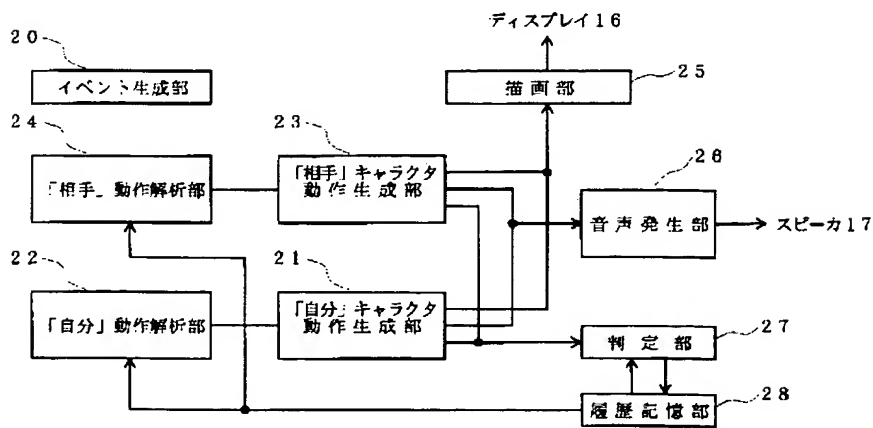 ディスプレイ16
20
25
イベント生成部
描画部
24
23
26
「相手」動作解析部
「相手」キャラクタ
動作生成部
音声発生部
スピーカ17
22
21
「自分」動作解析部
「自分」キャラクタ
動作生成部
27
判定部
28
履歴記憶部